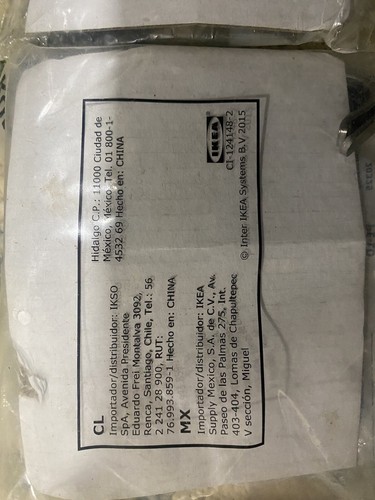 CL
Importador/distribuidor: IKSO
SpA, Avenida Presidente
Eduardo Frei Montalva 3092,
Renca, Santiago, Chile, Tel.: 56
2 241 28 900, RUT:
76.993.859-1 Hecho en: CHINA
MX
Importador/distribuidor: IKEA
Supply Mexico, S.A. de C.V., Av.
Paseo de las Palmas 275, Int.
403-404, Lomas de Chapultepec
V sección, Miguel
Hidalgo C.P.: 11000 Ciudad de
México, México, Tel. 01 800-1-
4532 69 Hecho en: CHINA
IKEA
CI-124148-2
© Inter IKEA Systems B.V 2015